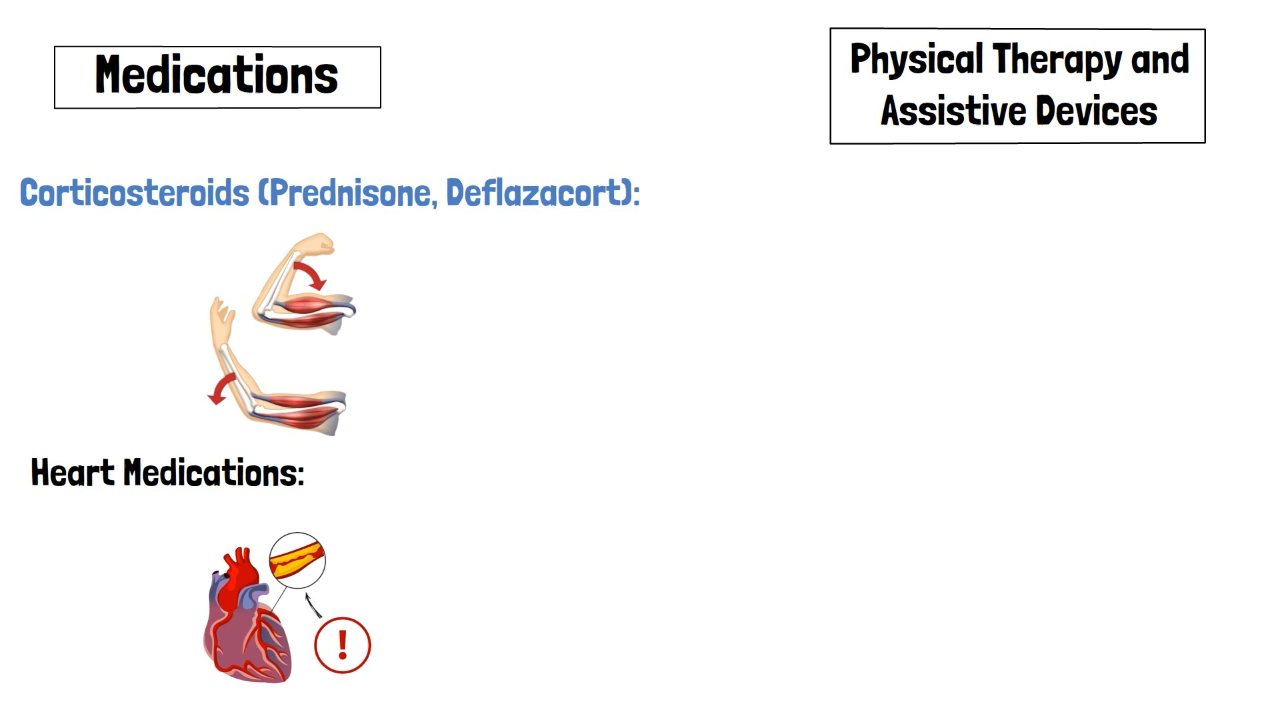 Medications
Physical Therapy and
Assistive Devices
Corticosteroids (Prednisone, Deflazacort):
Heart Medications:
!